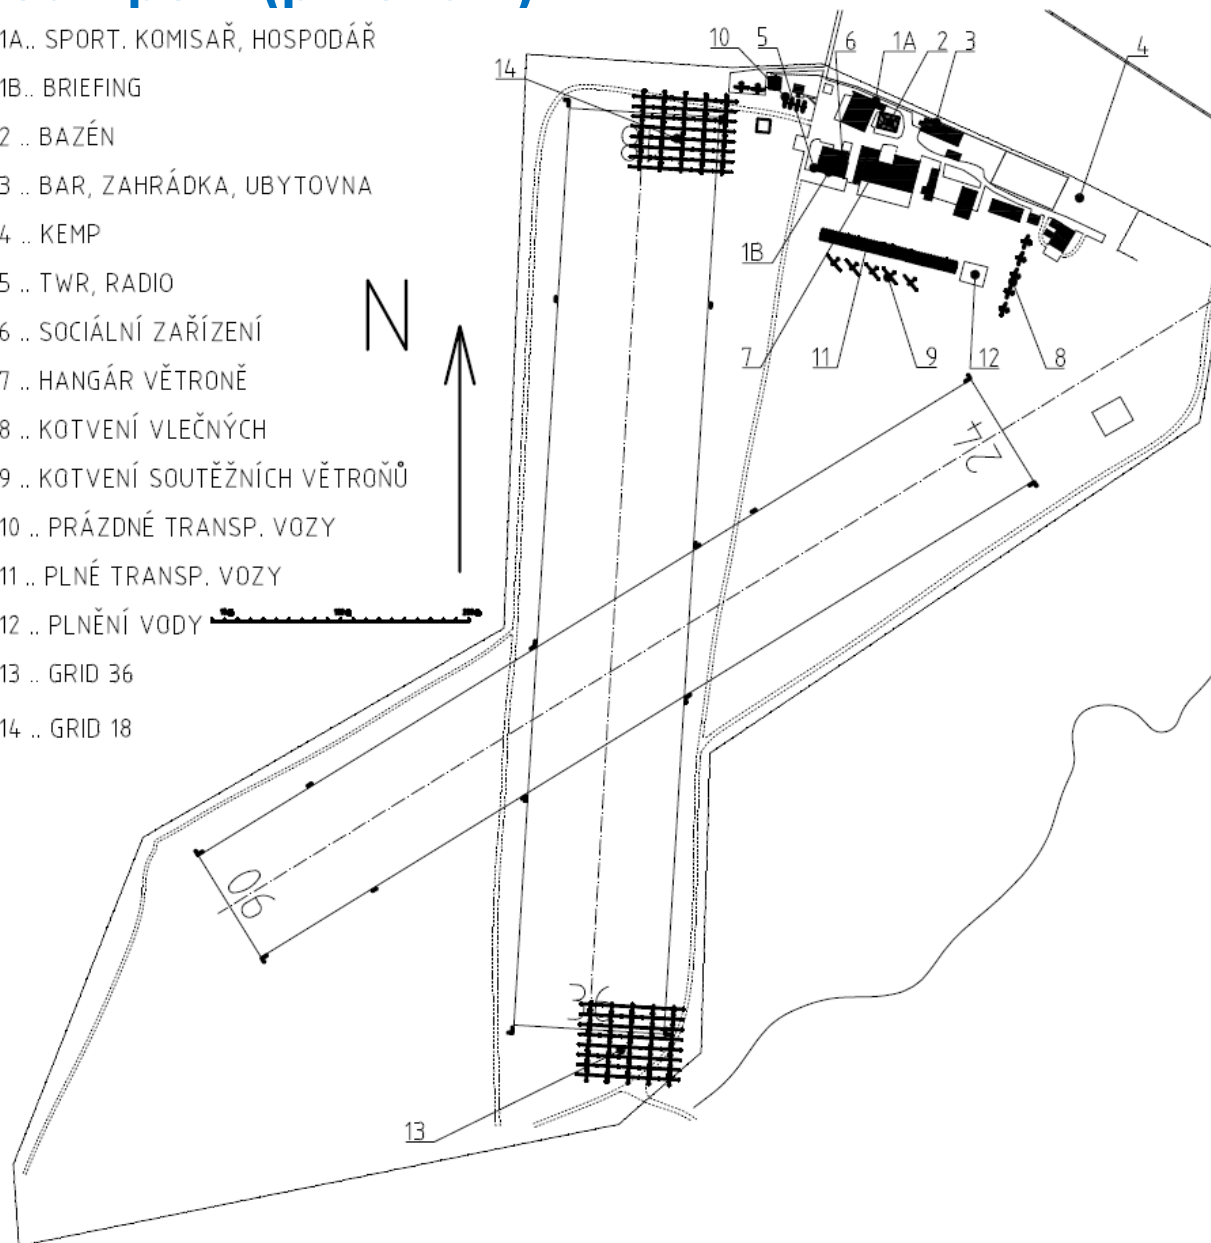 1A.. SPORT. KOMISAŘ, HOSPODÁŘ
1B.. BRIEFING
2 .. BAZÉN
3 .. BAR, ZAHRÁDKA, UBYTOVNA
4 .. KEMP
5 .. TWR, RADIO
6 .. SOCIÁLNÍ ZAŘÍZENÍ
7 .. HANGÁR VĚTRONĚ
8 .. KOTVENÍ VLEČNÝCH
9 .. KOTVENÍ SOUTĚŽNÍCH VĚTROŇŮ
10 .. PRÁZDNÉ TRANSP. VOZY
11 .. PLNÉ TRANSP. VOZY
12 .. PLNĚNÍ VODY
13 .. GRID 36
14 .. GRID 18
N
10 5 6 1A 2 3 4
14
1B
7 11 9 12 8
24
06
36
13